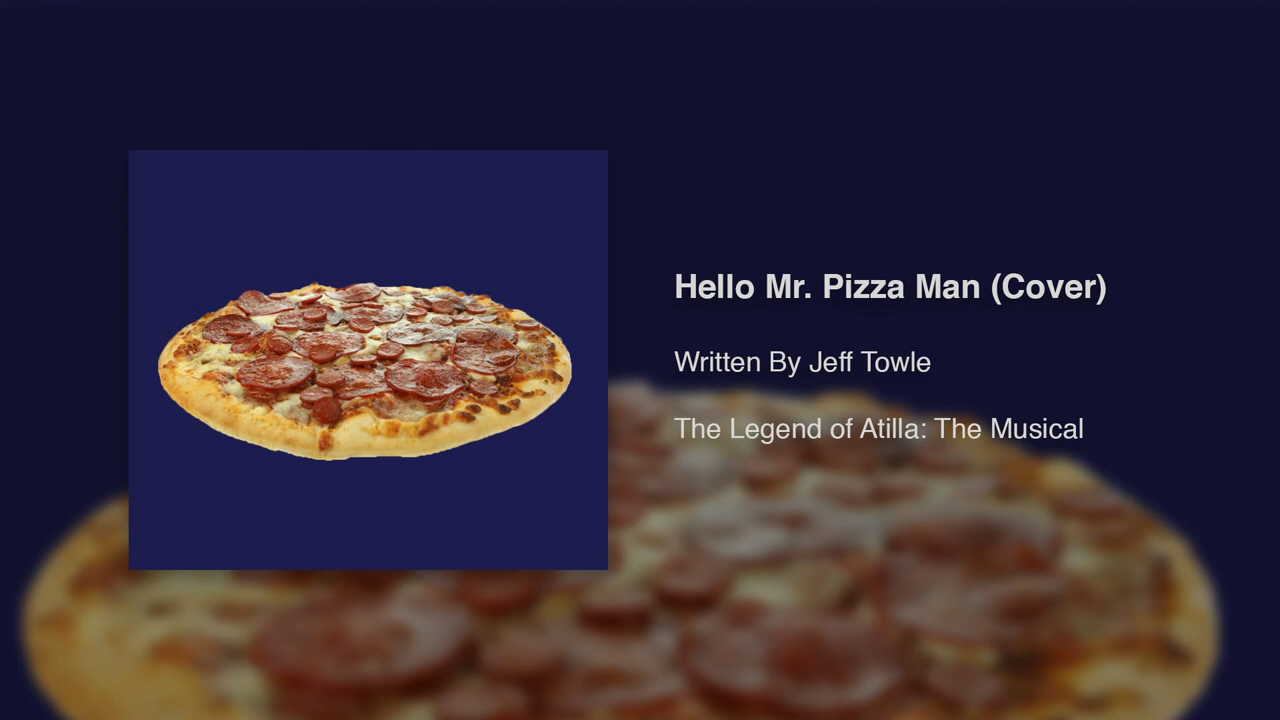 Hello Mr. Pizza Man (Cover)
Written By Jeff Towle
The Legend of Atilla: The Musical